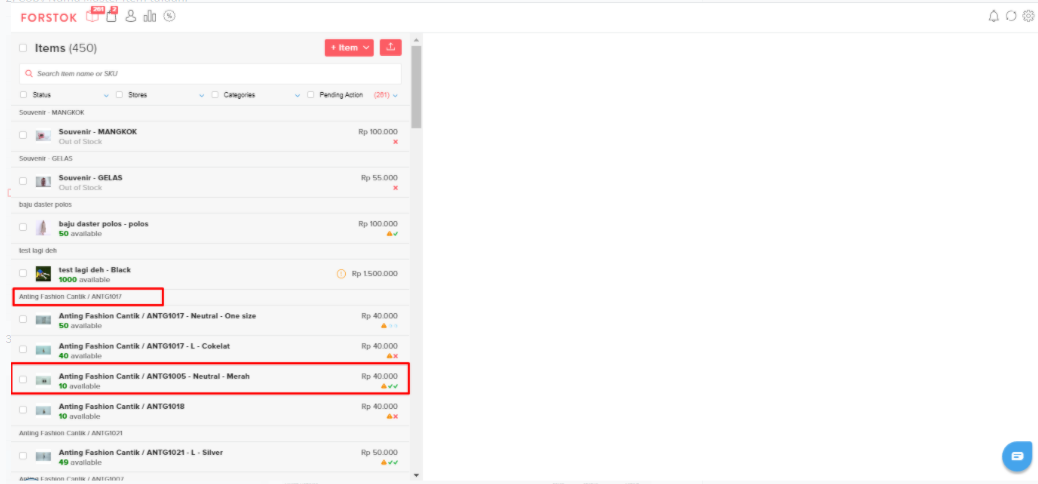 FORSTOK
291
2
Items (450)
+ Item
Search item name or SKU
Status
Stores
Categories
Pending Action (291)
Souvenir - MANGKOK
Souvenir - MANGKOK
Rp 100.000
Out of Stock
Souvenir - GELAS
Souvenir - GELAS
Rp 55.000
Out of Stock
baju daster polos
baju daster polos - polos
Rp 100.000
50 available
test lagi deh
test lagi deh - Black
Rp 1.500.000
1000 available
Anting Fashion Cantik / ANTG1017
Anting Fashion Cantik / ANTG1017 - Neutral - One size
Rp 40.000
50 available
Anting Fashion Cantik / ANTG1017 - L - Cokelat
Rp 40.000
40 available
Anting Fashion Cantik / ANTG1005 - Neutral - Merah
Rp 40.000
10 available
Anting Fashion Cantik / ANTG1018
Rp 40.000
10 available
Anting Fashion Cantik / ANTG1021
Anting Fashion Cantik / ANTG1021 - L - Silver
Rp 50.000
49 available
Anting Fashion Cantik / ANTG1007